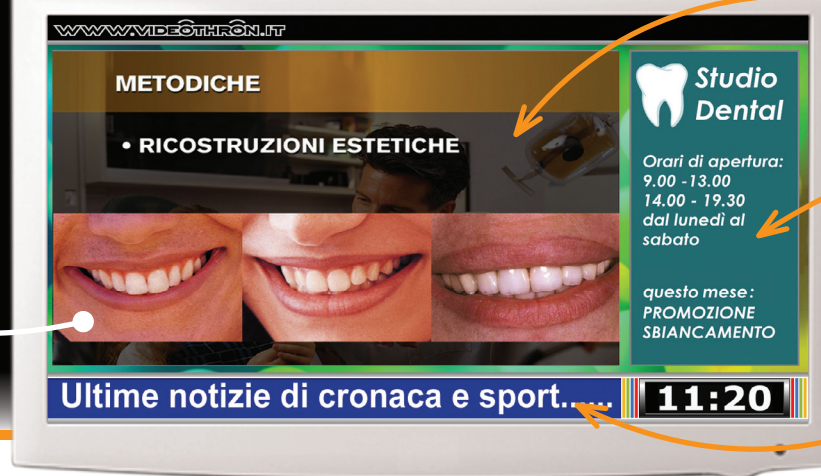 WWW.VIDEOTHRON.IT
METODICHE
• RICOSTRUZIONI ESTETICHE
Studio
Dental
Orari di apertura:
9.00 -13.00
14.00 - 19.30
dal lunedì al
sabato
questo mese:
PROMOZIONE
SBIANCAMENTO
Ultime notizie di cronaca e sport......
11:20